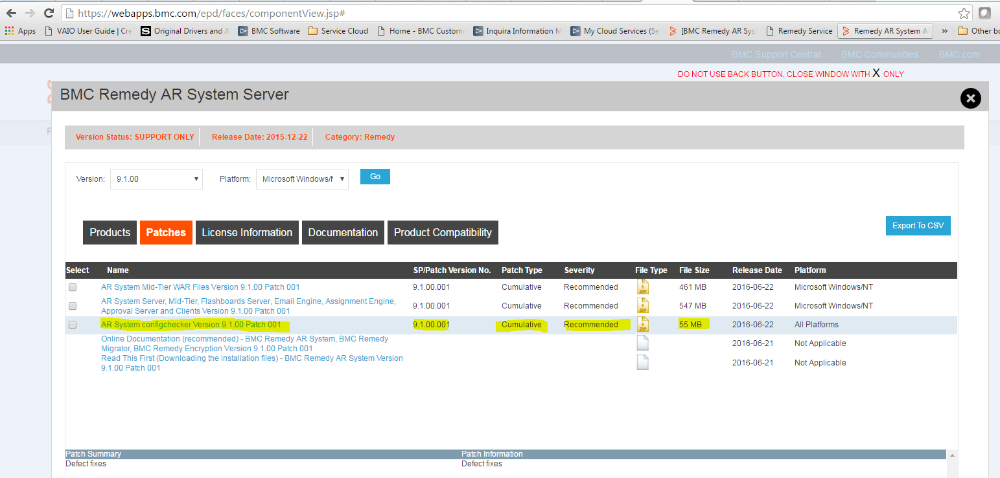 https://webapps.bmc.com/epd/faces/componentView.jsp#
Apps VAIO User Guide | Cre Original Drivers and A BMC Software Service Cloud Home - BMC Custome Inquira Information M My Cloud Services (Se [BMC Remedy AR Sys Remedy Service Remedy AR System A » Other bo
BMC Support Central | BMC Communities | BMC.com
DO NOT USE BACK BUTTON, CLOSE WINDOW WITH X ONLY
BMC Remedy AR System Server
Version Status: SUPPORT ONLY Release Date: 2015-12-22 Category: Remedy
Version: 9.1.00 Platform: Microsoft Windows/N Go
Products Patches License Information Documentation Product Compatibility Export To CSV
Select Name SP/Patch Version No. Patch Type Severity File Type File Size Release Date Platform
AR System Mid-Tier WAR Files Version 9.1.00 Patch 001 9.1.00.001 Cumulative Recommended ZIP 461 MB 2016-06-22 Microsoft Windows/NT
AR System Server, Mid-Tier, Flashboards Server, Email Engine, Assignment Engine,
Approval Server and Clients Version 9.1.00 Patch 001 9.1.00.001 Cumulative Recommended ZIP 547 MB 2016-06-22 Microsoft Windows/NT
AR System configchecker Version 9.1.00 Patch 001 9.1.00.001 Cumulative Recommended ZIP 55 MB 2016-06-22 All Platforms
Online Documentation (recommended) - BMC Remedy AR System, BMC Remedy
Migrator, BMC Remedy Encryption Version 9.1.00 Patch 001 2016-06-21 Not Applicable
Read This First (Downloading the installation files) - BMC Remedy AR System Version
9.1.00 Patch 001 2016-06-21 Not Applicable
Patch Summary Patch Information
Defect fixes Defect fixes